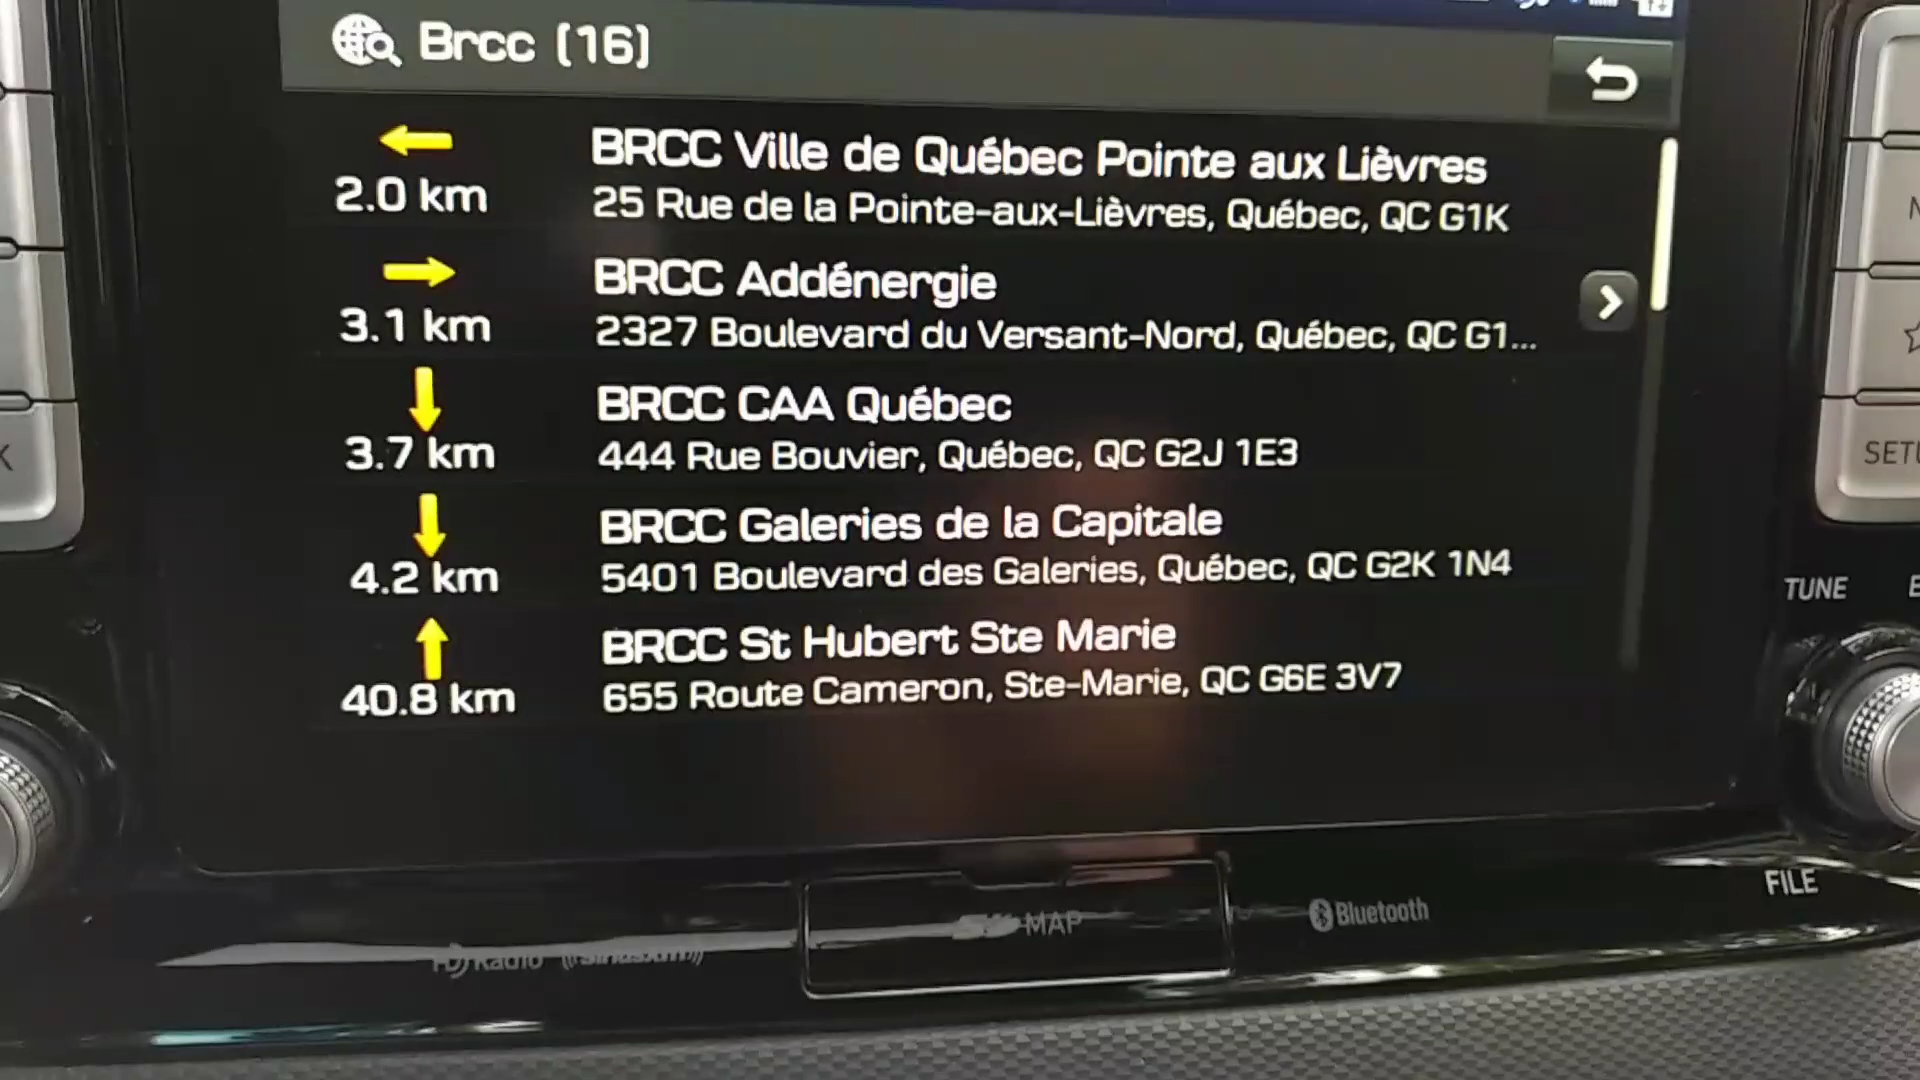 Brcc (16)
2.0 km
BRCC Ville de Québec Pointe aux Lièvres
25 Rue de la Pointe-aux-Lièvres, Québec, QC G1K
3.1 km
BRCC Addénergie
2327 Boulevard du Versant-Nord, Québec, QC G1...
3.7 km
BRCC CAA Québec
444 Rue Bouvier, Québec, QC G2J 1E3
4.2 km
BRCC Galeries de la Capitale
5401 Boulevard des Galeries, Québec, QC G2K 1N4
40.8 km
BRCC St Hubert Ste Marie
655 Route Cameron, Ste-Marie, QC G6E 3V7
TUNE
FILE
MAP
Bluetooth
HD Radio
SiriusXM